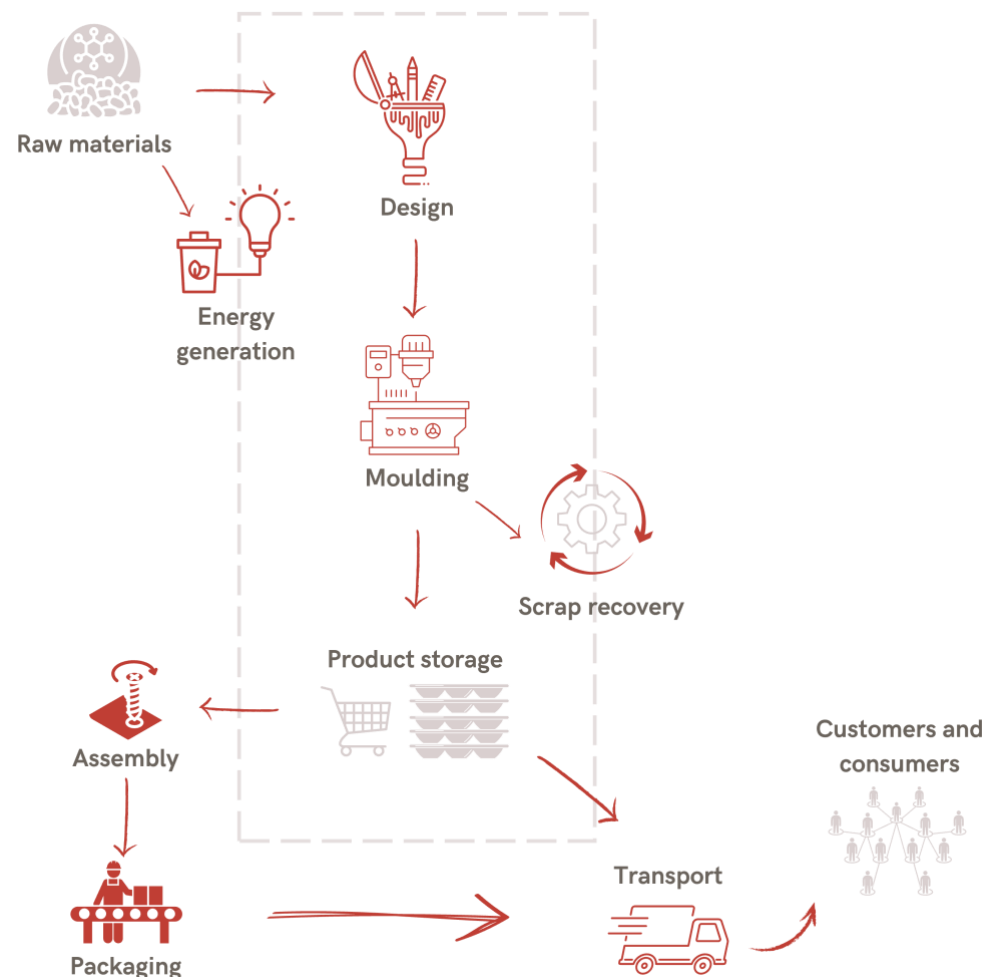 Raw materials
Design
Energy
generation
Moulding
Scrap recovery
Product storage
Assembly
Customers and
consumers
Transport
Packaging